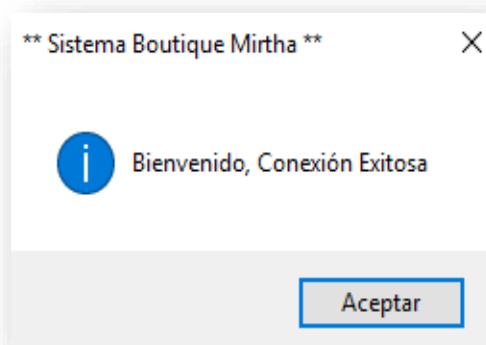 ** Sistema Boutique Mirtha **
Bienvenido, Conexión Exitosa
Aceptar